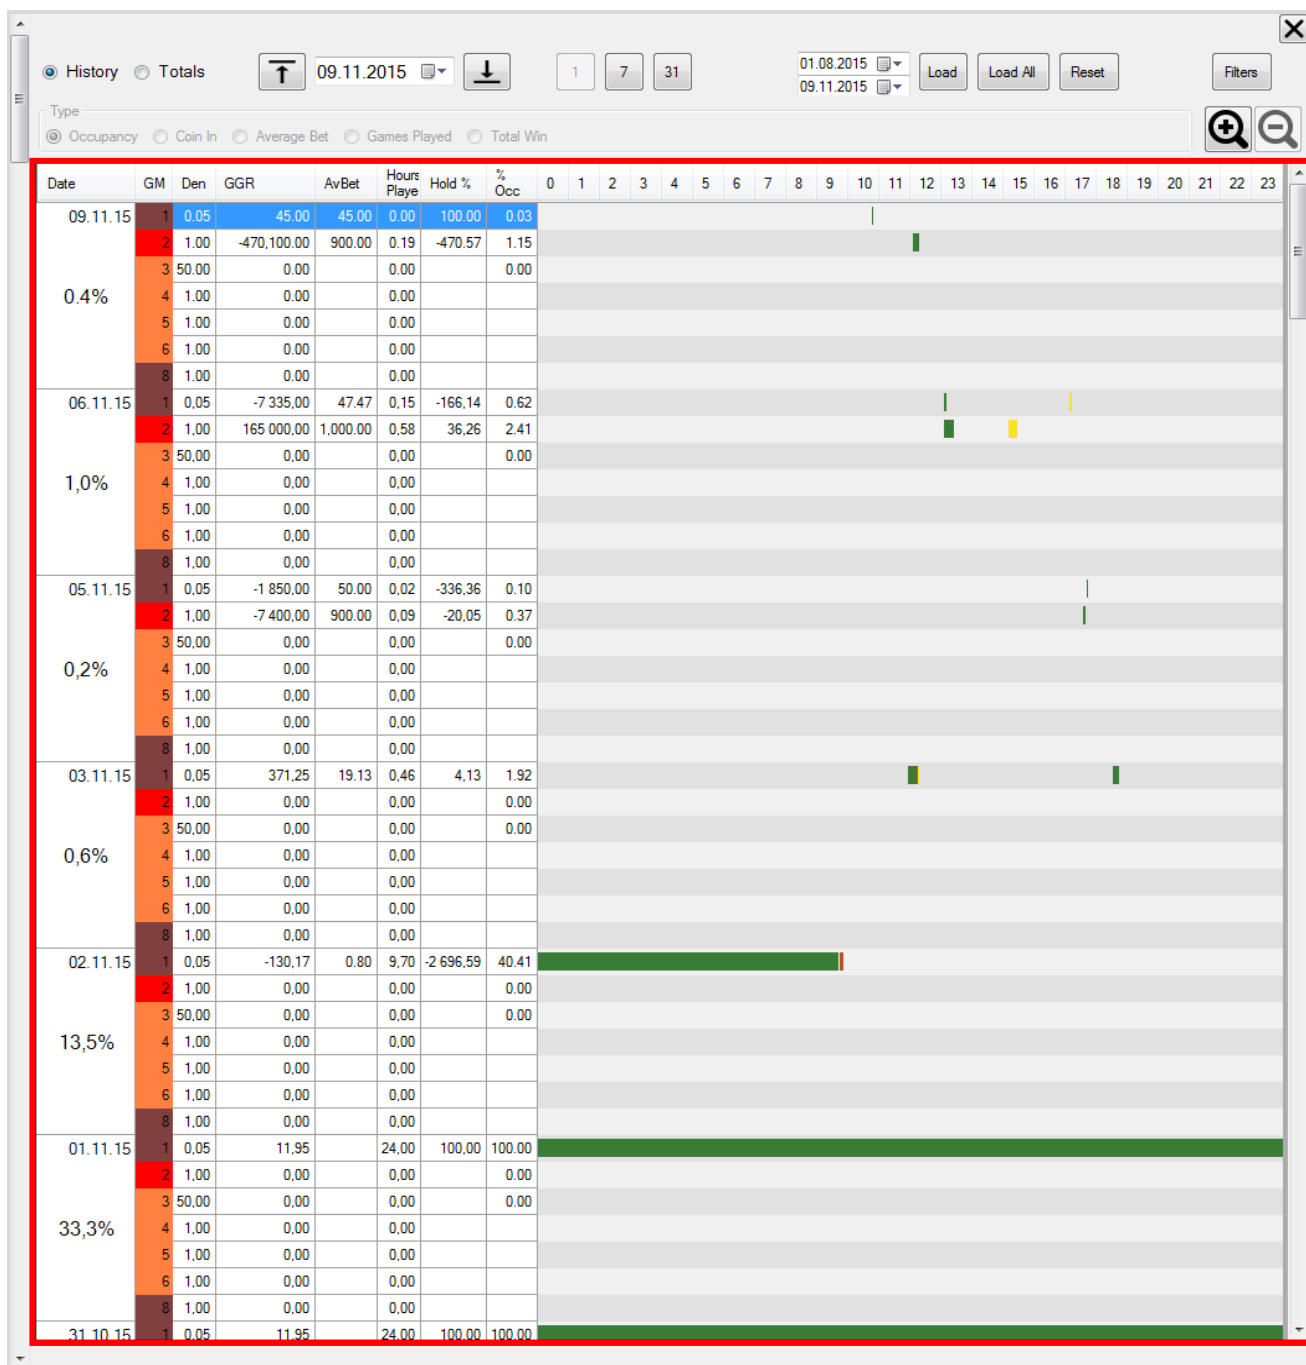 History Totals 09.11.2015 1 7 31 01.08.2015 Load Load All Reset Filters
09.11.2015
Type
Occupancy Coin In Average Bet Games Played Total Win
Date GM Den GGR AvBet Hours Playe Hold % % Occ 0 1 2 3 4 5 6 7 8 9 10 11 12 13 14 15 16 17 18 19 20 21 22 23
09.11.15 1 0.05 45.00 45.00 0.00 100.00 0.03
2 1.00 -470,100.00 900.00 0.19 -470.57 1.15
3 50.00 0.00 0.00 0.00
0.4% 4 1.00 0.00 0.00
5 1.00 0.00 0.00
6 1.00 0.00 0.00
8 1.00 0.00 0.00
06.11.15 1 0,05 -7 335,00 47.47 0,15 -166,14 0.62
2 1,00 165 000,00 1,000.00 0,58 36,26 2.41
3 50,00 0,00 0,00 0.00
1,0% 4 1,00 0,00 0,00
5 1,00 0,00 0,00
6 1,00 0,00 0,00
8 1,00 0,00 0,00
05.11.15 1 0,05 -1 850,00 50.00 0,02 -336,36 0.10
2 1,00 -7 400,00 900.00 0,09 -20,05 0.37
3 50,00 0,00 0,00 0.00
0,2% 4 1,00 0,00 0,00
5 1,00 0,00 0,00
6 1,00 0,00 0,00
8 1,00 0,00 0,00
03.11.15 1 0,05 371,25 19.13 0,46 4,13 1.92
2 1,00 0,00 0,00 0.00
3 50,00 0,00 0,00 0.00
0,6% 4 1,00 0,00 0,00
5 1,00 0,00 0,00
6 1,00 0,00 0,00
8 1,00 0,00 0,00
02.11.15 1 0,05 -130,17 0.80 9,70 -2 696,59 40.41
2 1,00 0,00 0,00 0.00
3 50,00 0,00 0,00 0.00
13,5% 4 1,00 0,00 0,00
5 1,00 0,00 0,00
6 1,00 0,00 0,00
8 1,00 0,00 0,00
01.11.15 1 0,05 11,95 24,00 100,00 100.00
2 1,00 0,00 0,00 0.00
3 50,00 0,00 0,00 0.00
33,3% 4 1,00 0,00 0,00
5 1,00 0,00 0,00
6 1,00 0,00 0,00
8 1,00 0,00 0,00
31.10.15 1 0,05 11,95 24,00 100,00 100.00